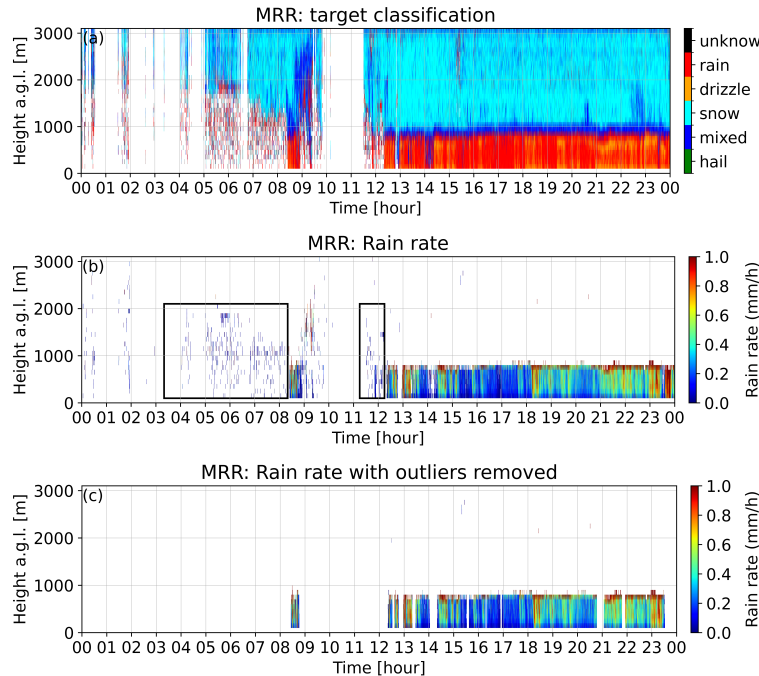 MRR: target classification
(a)
3000
2000
1000
0
Height a.g.l. [m]
00 01 02 03 04 05 06 07 08 09 10 11 12 13 14 15 16 17 18 19 20 21 22 23 00
Time [hour]
unknow
rain
drizzle
snow
mixed
hail
MRR: Rain rate
(b)
3000
2000
1000
0
Height a.g.l. [m]
00 01 02 03 04 05 06 07 08 09 10 11 12 13 14 15 16 17 18 19 20 21 22 23 00
Time [hour]
1.0
0.8
0.6
0.4
0.2
0.0
Rain rate (mm/h)
MRR: Rain rate with outliers removed
(c)
3000
2000
1000
0
Height a.g.l. [m]
00 01 02 03 04 05 06 07 08 09 10 11 12 13 14 15 16 17 18 19 20 21 22 23 00
Time [hour]
1.0
0.8
0.6
0.4
0.2
0.0
Rain rate (mm/h)